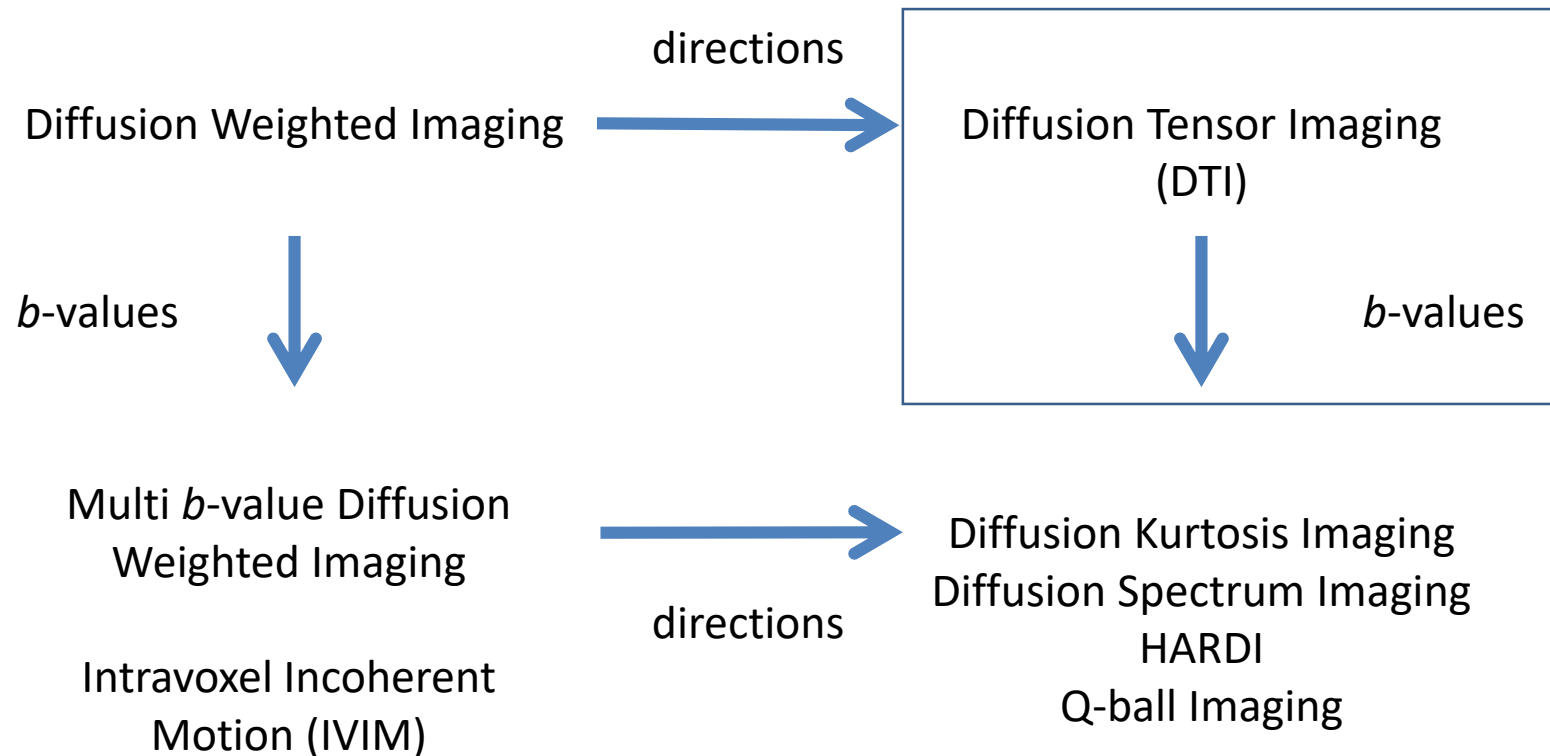 directions
Diffusion Weighted Imaging
Diffusion Tensor Imaging
(DTI)
b-values
b-values
Multi b-value Diffusion
Weighted Imaging
Intravoxel Incoherent
Motion (IVIM)
directions
Diffusion Kurtosis Imaging
Diffusion Spectrum Imaging
HARDI
Q-ball Imaging